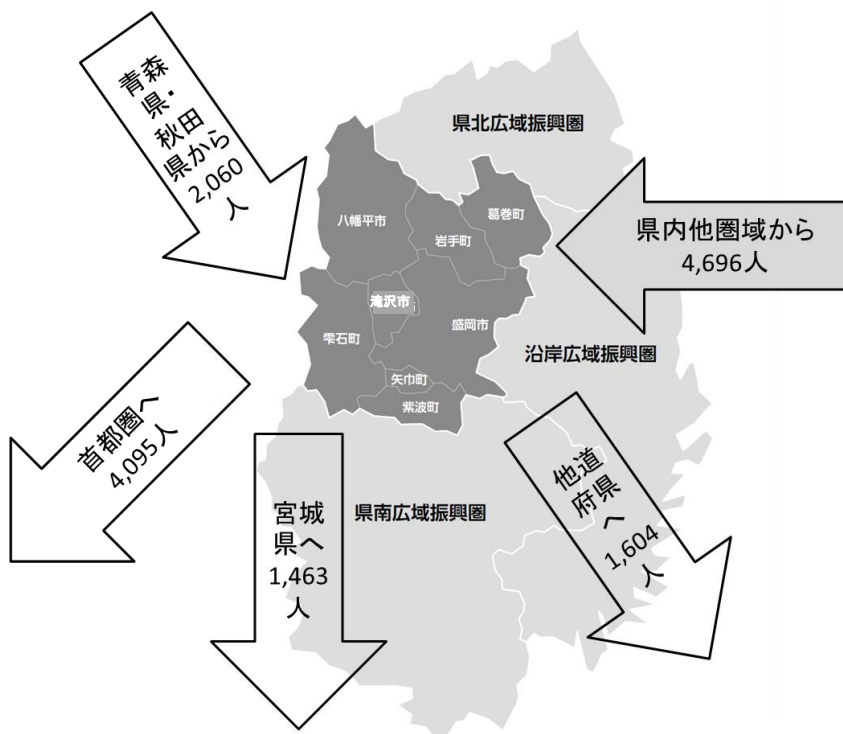 青森
県・
秋田
県から
2,060
人
県北広域振興圏
八幡平市
葛巻町
岩手町
県内他圏域から
4,696人
滝沢市
盛岡市
雫石町
沿岸広域振興圏
矢巾町
紫波町
首都圏へ
4,095人
宮城
県へ
1,463
人
県南広域振興圏
他道
府県
へ
1,604
人